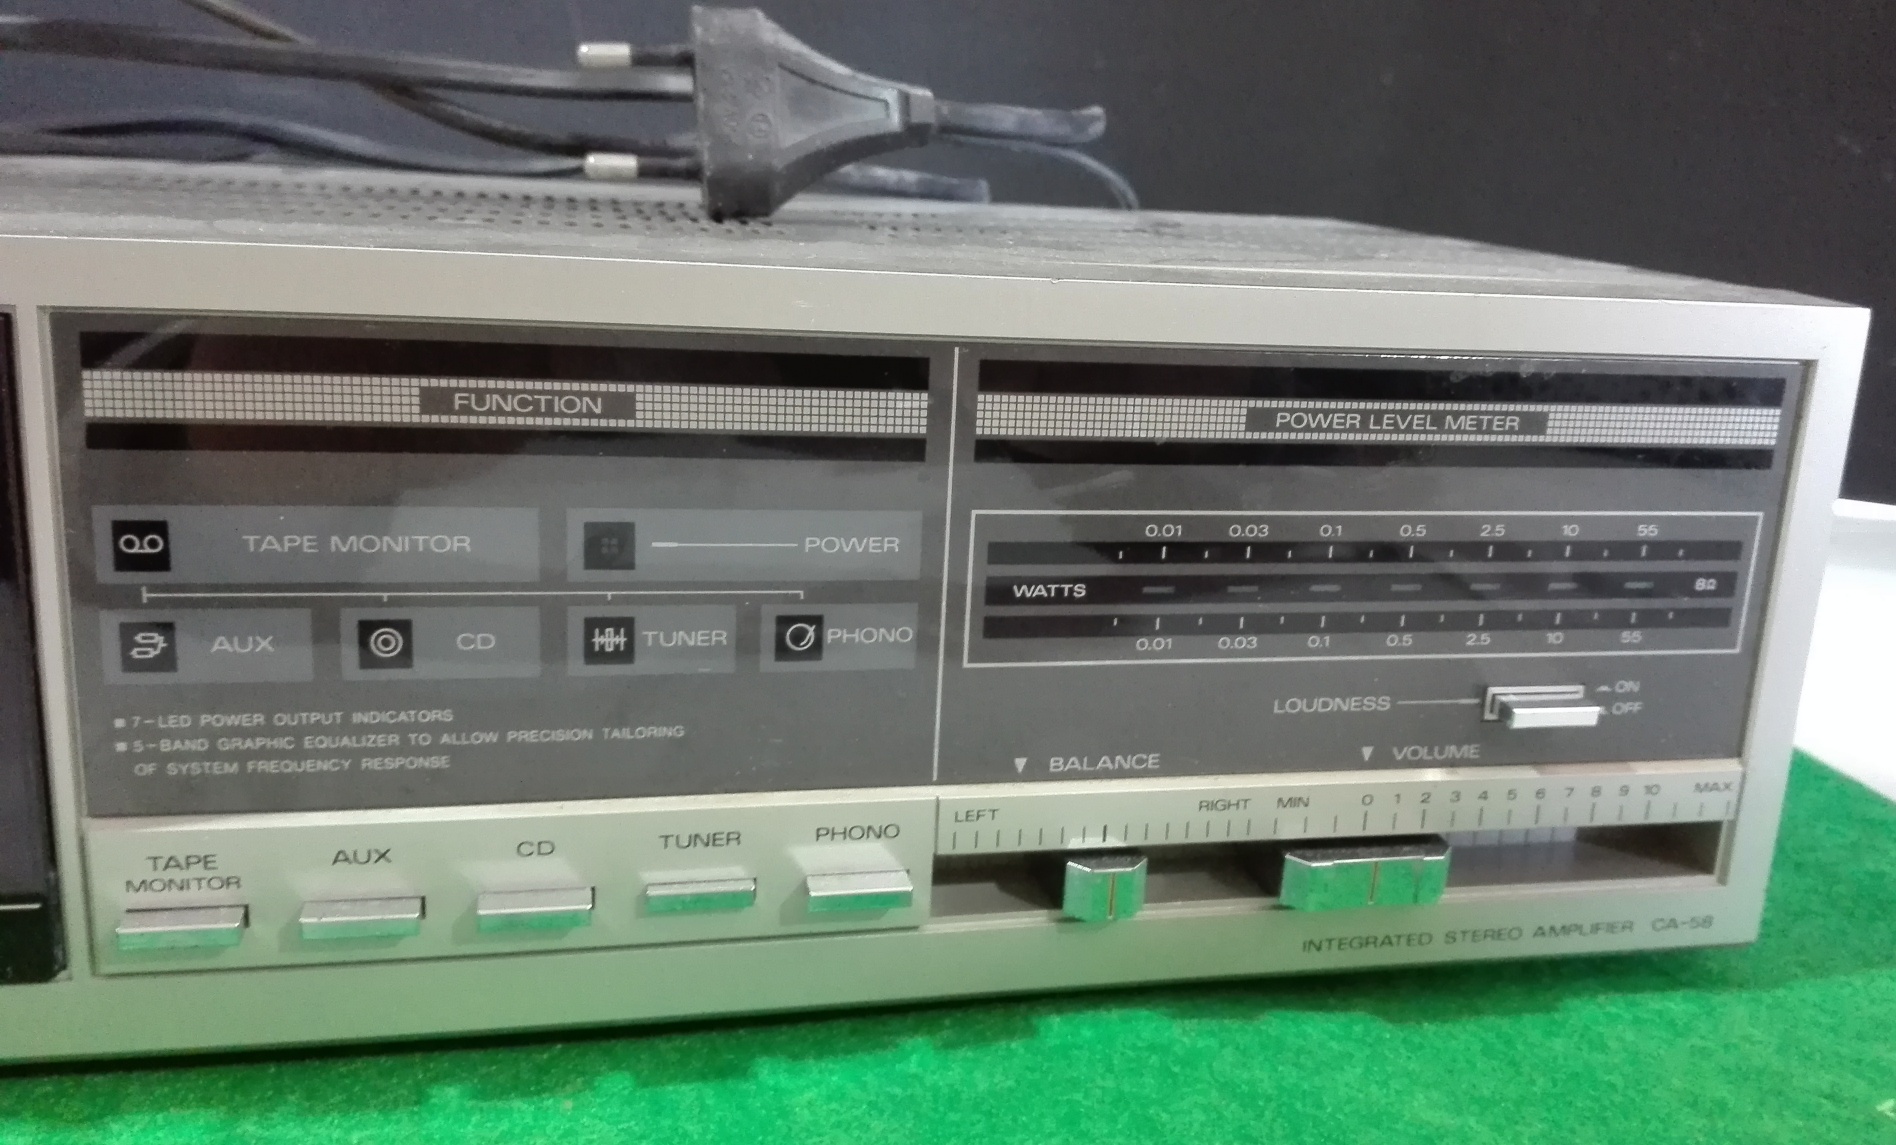 FUNCTION
POWER LEVEL METER
TAPE MONITOR
POWER
AUX
CD
TUNER
PHONO
■ 7-LED POWER OUTPUT INDICATORS
■ 5-BAND GRAPHIC EQUALIZER TO ALLOW PRECISION TAILORING
OF SYSTEM FREQUENCY RESPONSE
0.01 0.03 0.1 0.5 2.5 10 55
WATTS 8Ω
0.01 0.03 0.1 0.5 2.5 10 55
LOUDNESS
ON
OFF
▼ BALANCE
▼ VOLUME
LEFT RIGHT
MIN 0 1 2 3 4 5 6 7 8 9 10 MAX
TAPE
MONITOR
AUX
CD
TUNER
PHONO
INTEGRATED STEREO AMPLIFIER CA-58